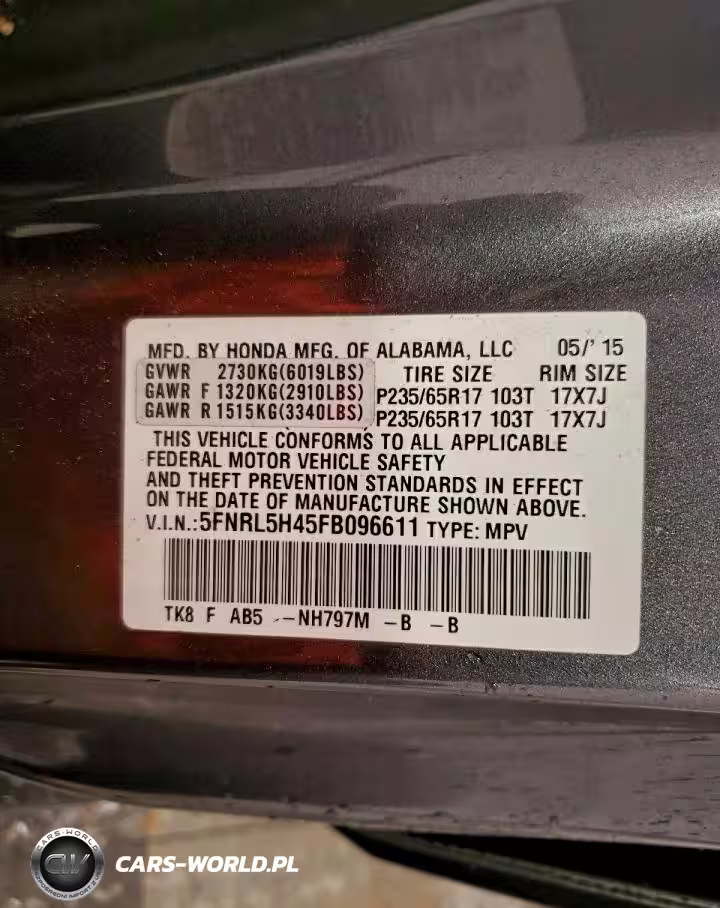 MFD. BY HONDA MFG. OF ALABAMA, LLC 05/' 15
GVWR 2730KG(6019LBS) TIRE SIZE RIM SIZE
GAWR F 1320KG(2910LBS) P235/65R17 103T 17X7J
GAWR R 1515KG(3340LBS) P235/65R17 103T 17X7J
THIS VEHICLE CONFORMS TO ALL APPLICABLE
FEDERAL MOTOR VEHICLE SAFETY
AND THEFT PREVENTION STANDARDS IN EFFECT
ON THE DATE OF MANUFACTURE SHOWN ABOVE.
V.I.N.:5FNRL5H45FB096611 TYPE: MPV
TK8 F AB5 --NH797M -B -B
CARS-WORLD
CW
CARS-WORLD.PL